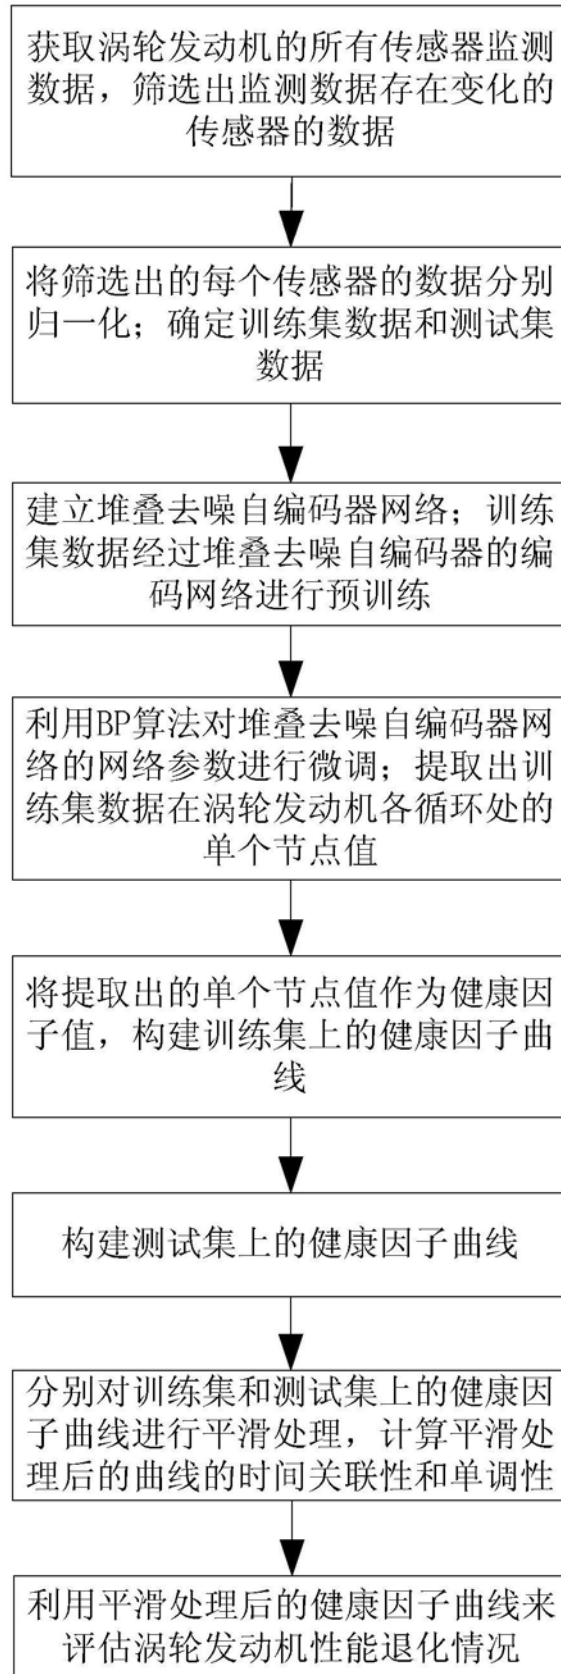 获取涡轮发动机的所有传感器监测
数据，筛选出监测数据存在变化的
传感器的数据
将筛选出的每个传感器的数据分别
归一化；确定训练集数据和测试集
数据
建立堆叠去噪自编码器网络；训练
集数据经过堆叠去噪自编码器的编
码网络进行预训练
利用BP算法对堆叠去噪自编码器网
络的网络参数进行微调；提取出训
练集数据在涡轮发动机各循环处的
单个节点值
将提取出的单个节点值作为健康因
子值，构建训练集上的健康因子曲
线
构建测试集上的健康因子曲线
分别对训练集和测试集上的健康因
子曲线进行平滑处理，计算平滑处
理后的曲线的时间关联性和单调性
利用平滑处理后的健康因子曲线来
评估涡轮发动机性能退化情况